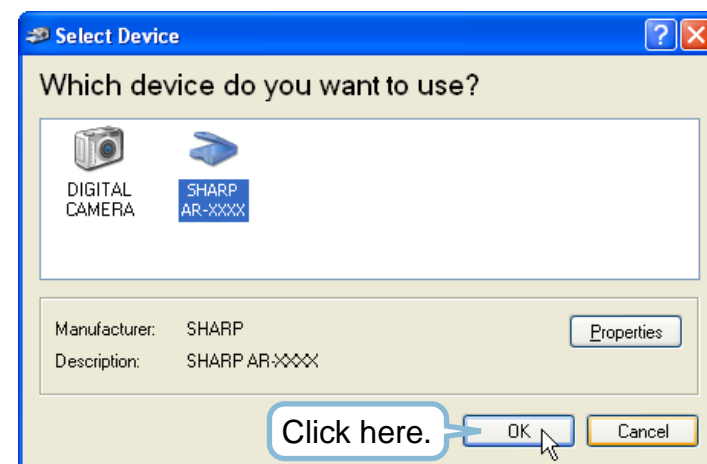 Select Device
Which device do you want to use?
DIGITAL
CAMERA
SHARP
AR-XXXX
Manufacturer: SHARP
Properties
Description: SHARP AR-XXXX
Click here.
OK
Cancel